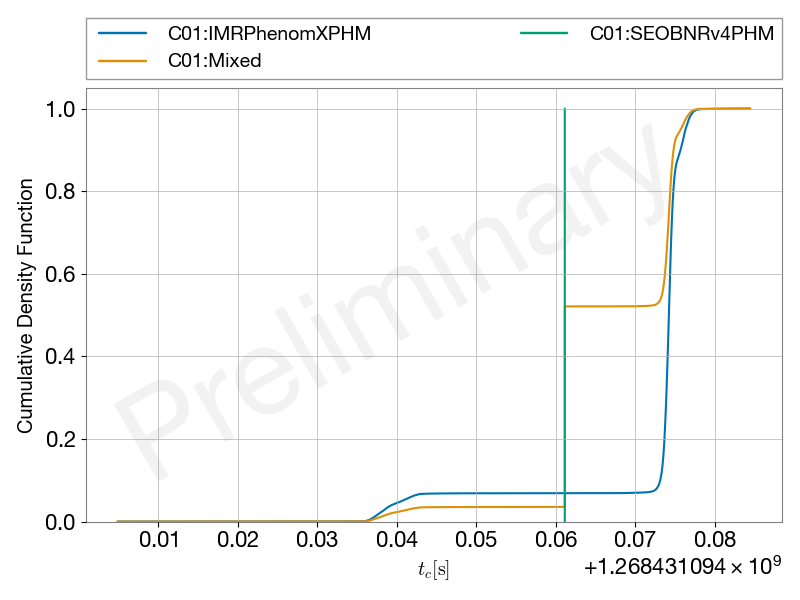 C01:IMRPhenomXPHM C01:SEOBNRv4PHM
C01:Mixed
1.0
0.8
0.6
0.4
0.2
0.0
Cumulative Density Function
Preliminary
0.01 0.02 0.03 0.04 0.05 0.06 0.07 0.08
t_c[s]
+1.268431094 × 10⁹